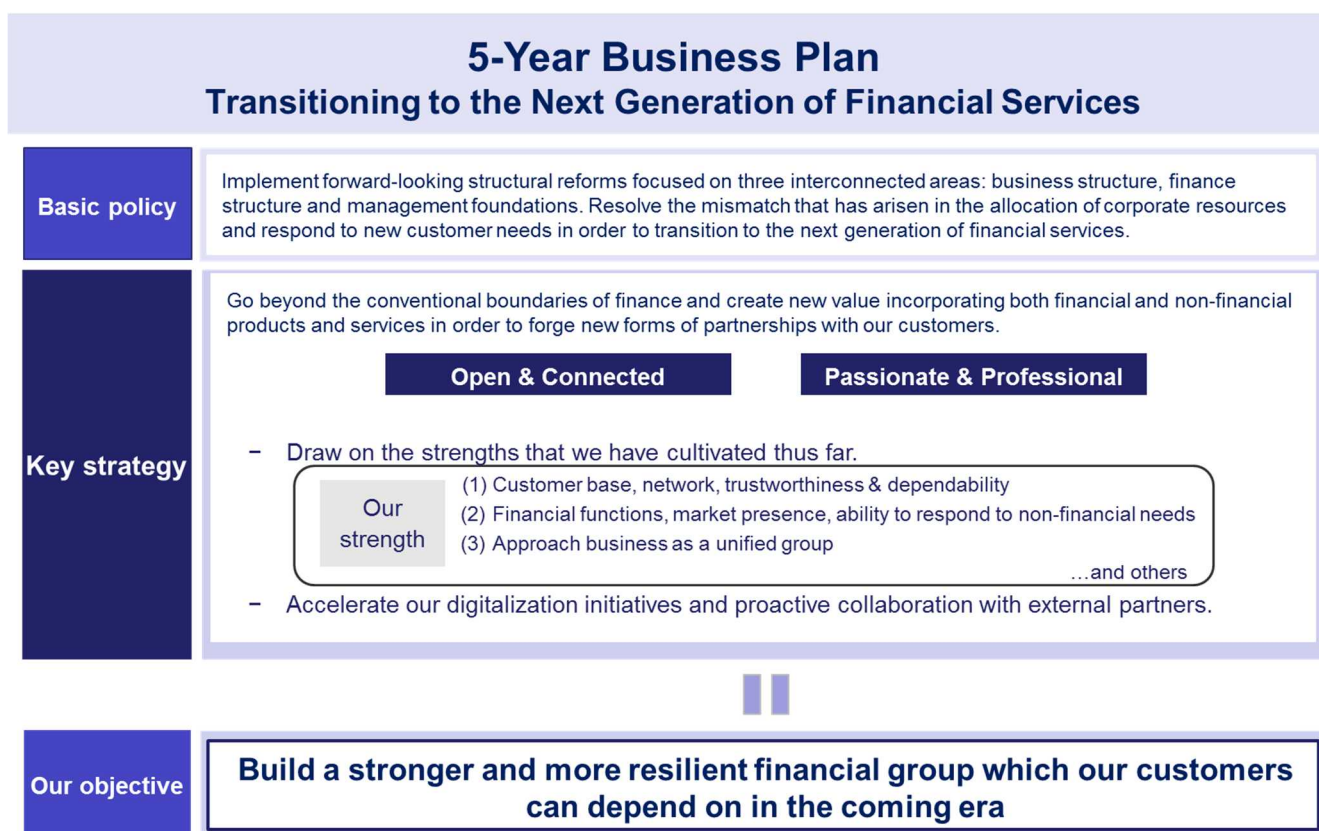 5-Year Business Plan
Transitioning to the Next Generation of Financial Services
Basic policy
Implement forward-looking structural reforms focused on three interconnected areas: business structure, finance
structure and management foundations. Resolve the mismatch that has arisen in the allocation of corporate resources
and respond to new customer needs in order to transition to the next generation of financial services.
Key strategy
Go beyond the conventional boundaries of finance and create new value incorporating both financial and non-financial
products and services in order to forge new forms of partnerships with our customers.
Open & Connected
Passionate & Professional
− Draw on the strengths that we have cultivated thus far.
Our
strength
(1) Customer base, network, trustworthiness & dependability
(2) Financial functions, market presence, ability to respond to non-financial needs
(3) Approach business as a unified group
…and others
− Accelerate our digitalization initiatives and proactive collaboration with external partners.
Our objective
Build a stronger and more resilient financial group which our customers
can depend on in the coming era